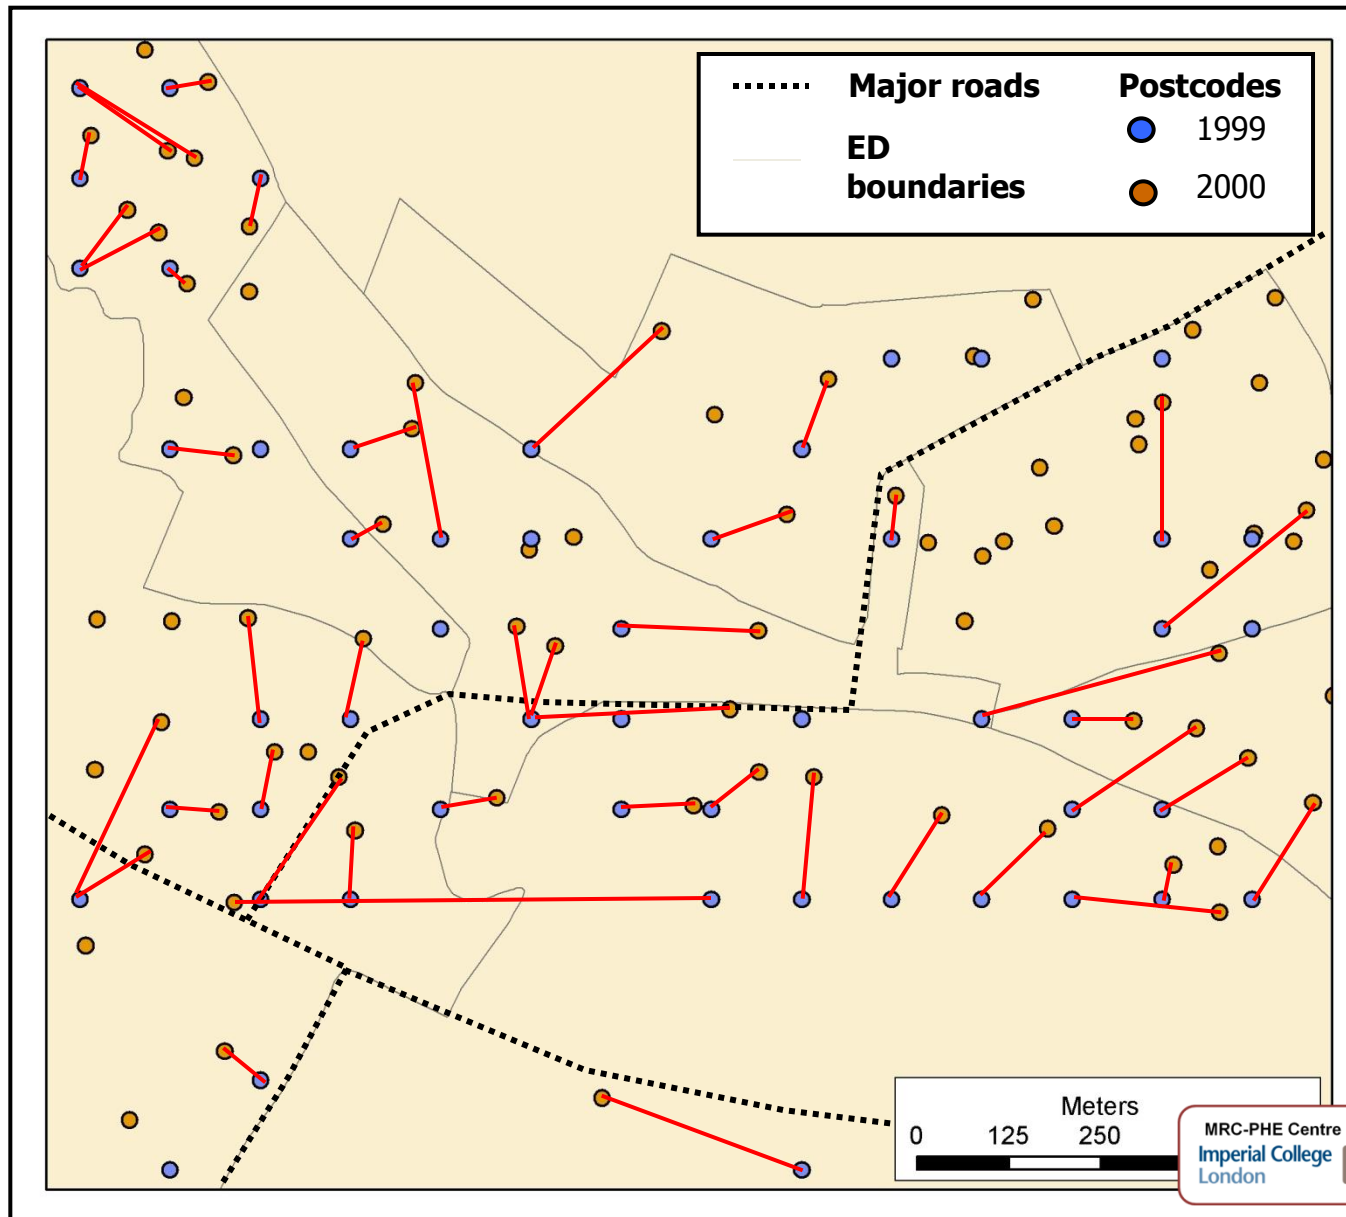 Major roads
ED
boundaries
Postcodes
1999
2000
Meters
0 125 250
MRC-PHE Centre
Imperial College
London